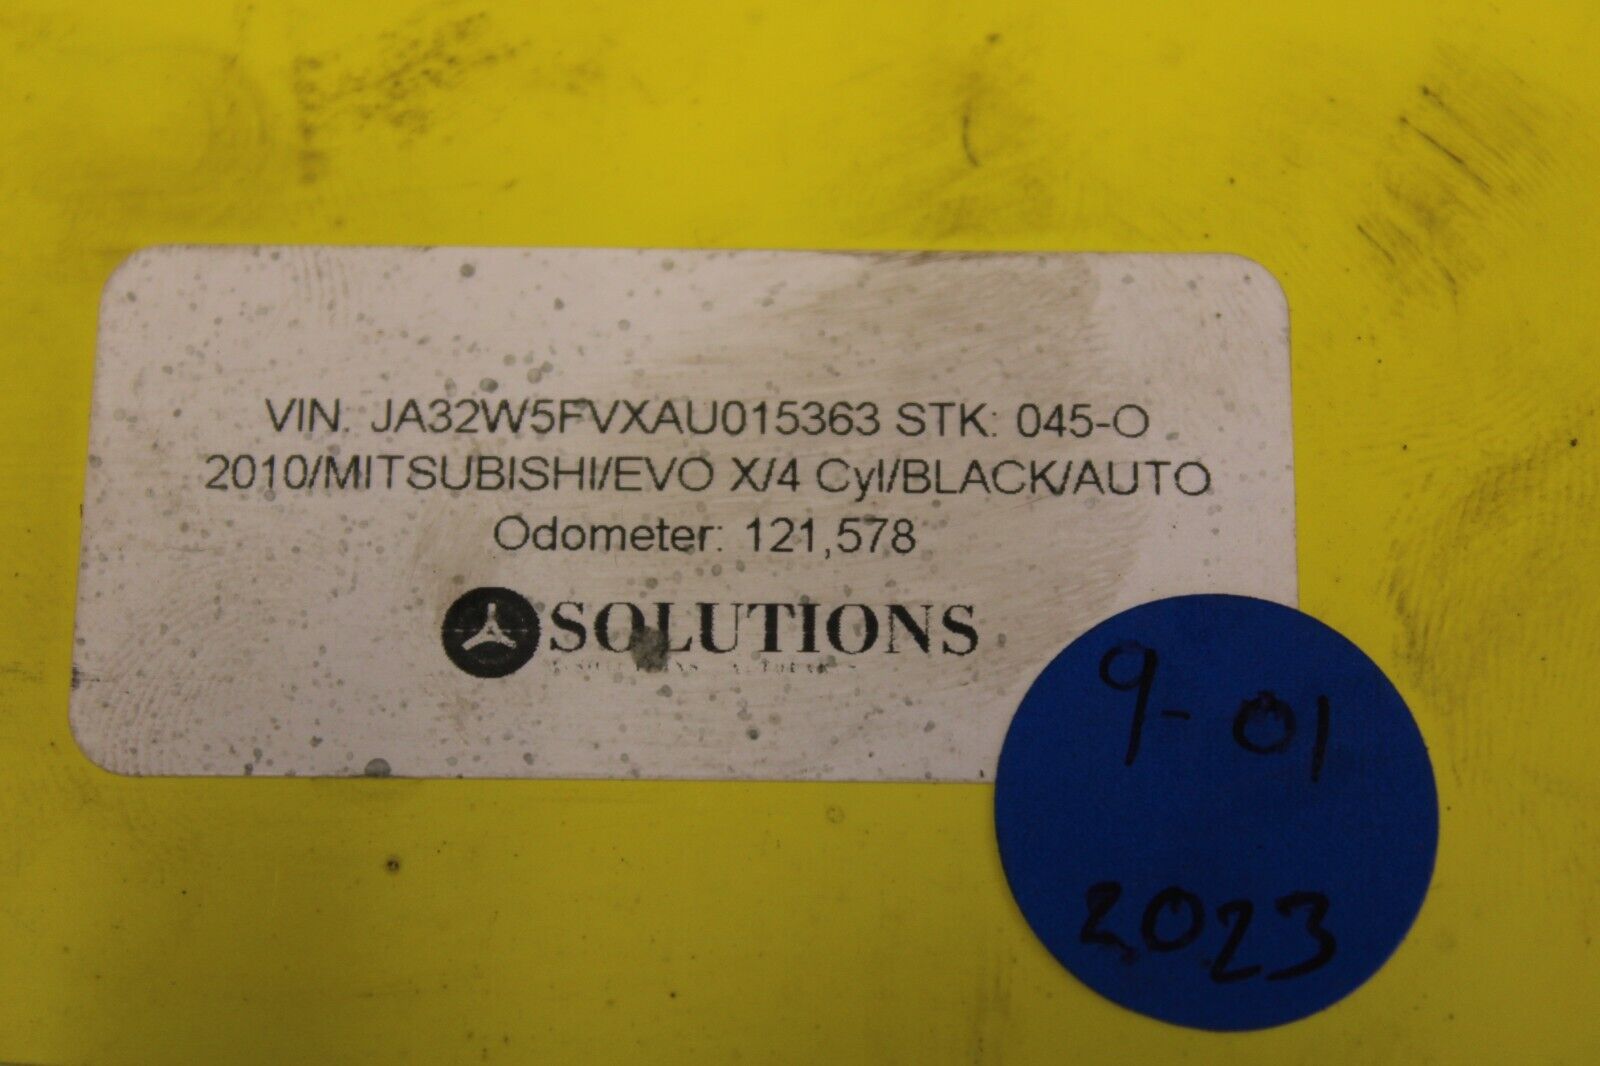 VIN: JA32W5FVXAU015363 STK: 045-O
2010/MITSUBISHI/EVO X/4 Cyl/BLACK/AUTO
Odometer: 121,578
SOLUTIONS
9-01
2023